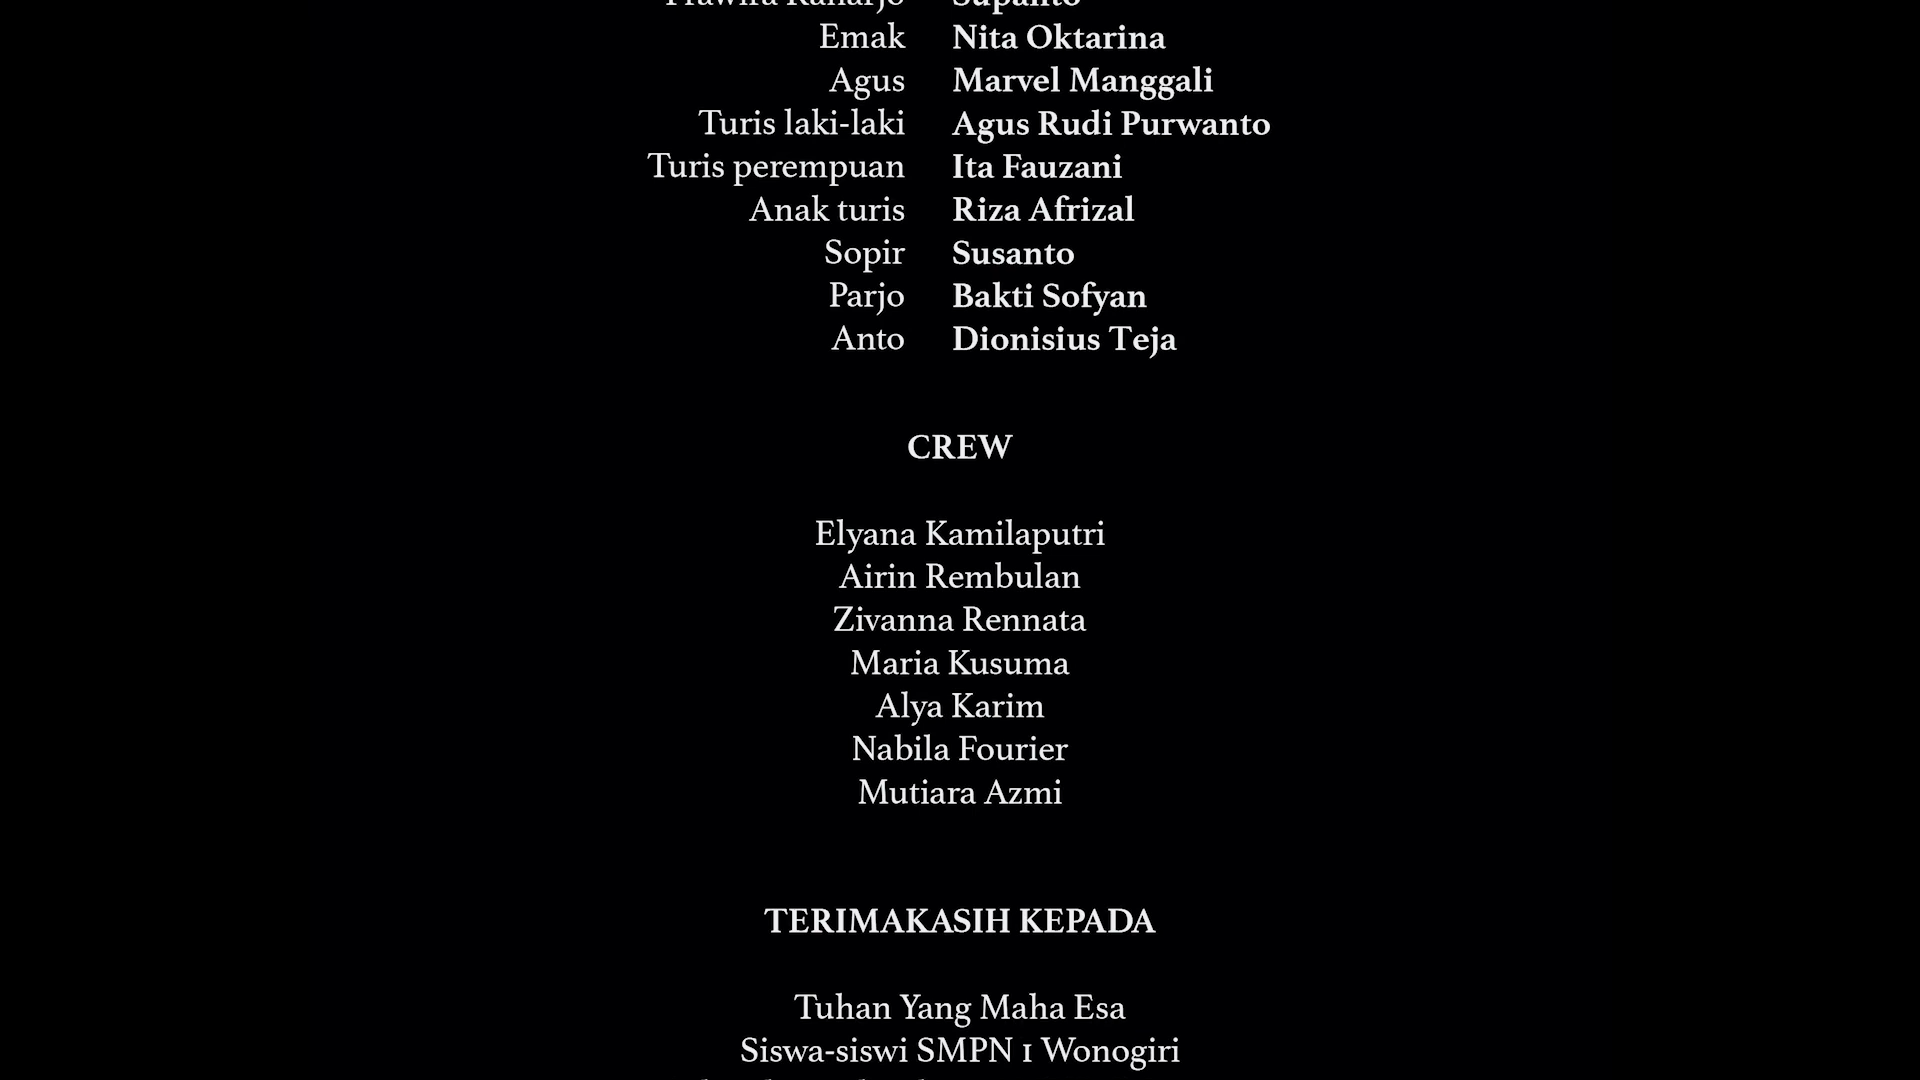 Supanto
Emak Nita Oktarina
Agus Marvel Manggali
Turis laki-laki Agus Rudi Purwanto
Turis perempuan Ita Fauzani
Anak turis Riza Afrizal
Sopir Susanto
Parjo Bakti Sofyan
Anto Dionisius Teja
CREW
Elyana Kamilaputri
Airin Rembulan
Zivanna Rennata
Maria Kusuma
Alya Karim
Nabila Fourier
Mutiara Azmi
TERIMAKASIH KEPADA
Tuhan Yang Maha Esa
Siswa-siswi SMPN 1 Wonogiri